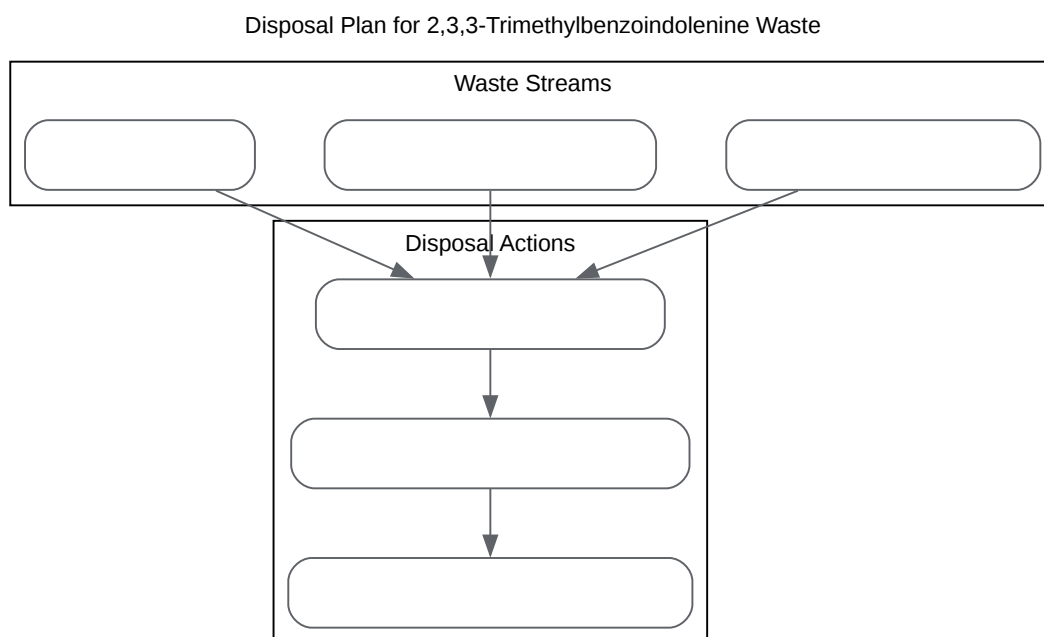 Disposal Plan for 2,3,3-Trimethylbenzoindolenine Waste
Waste Streams
Disposal Actions